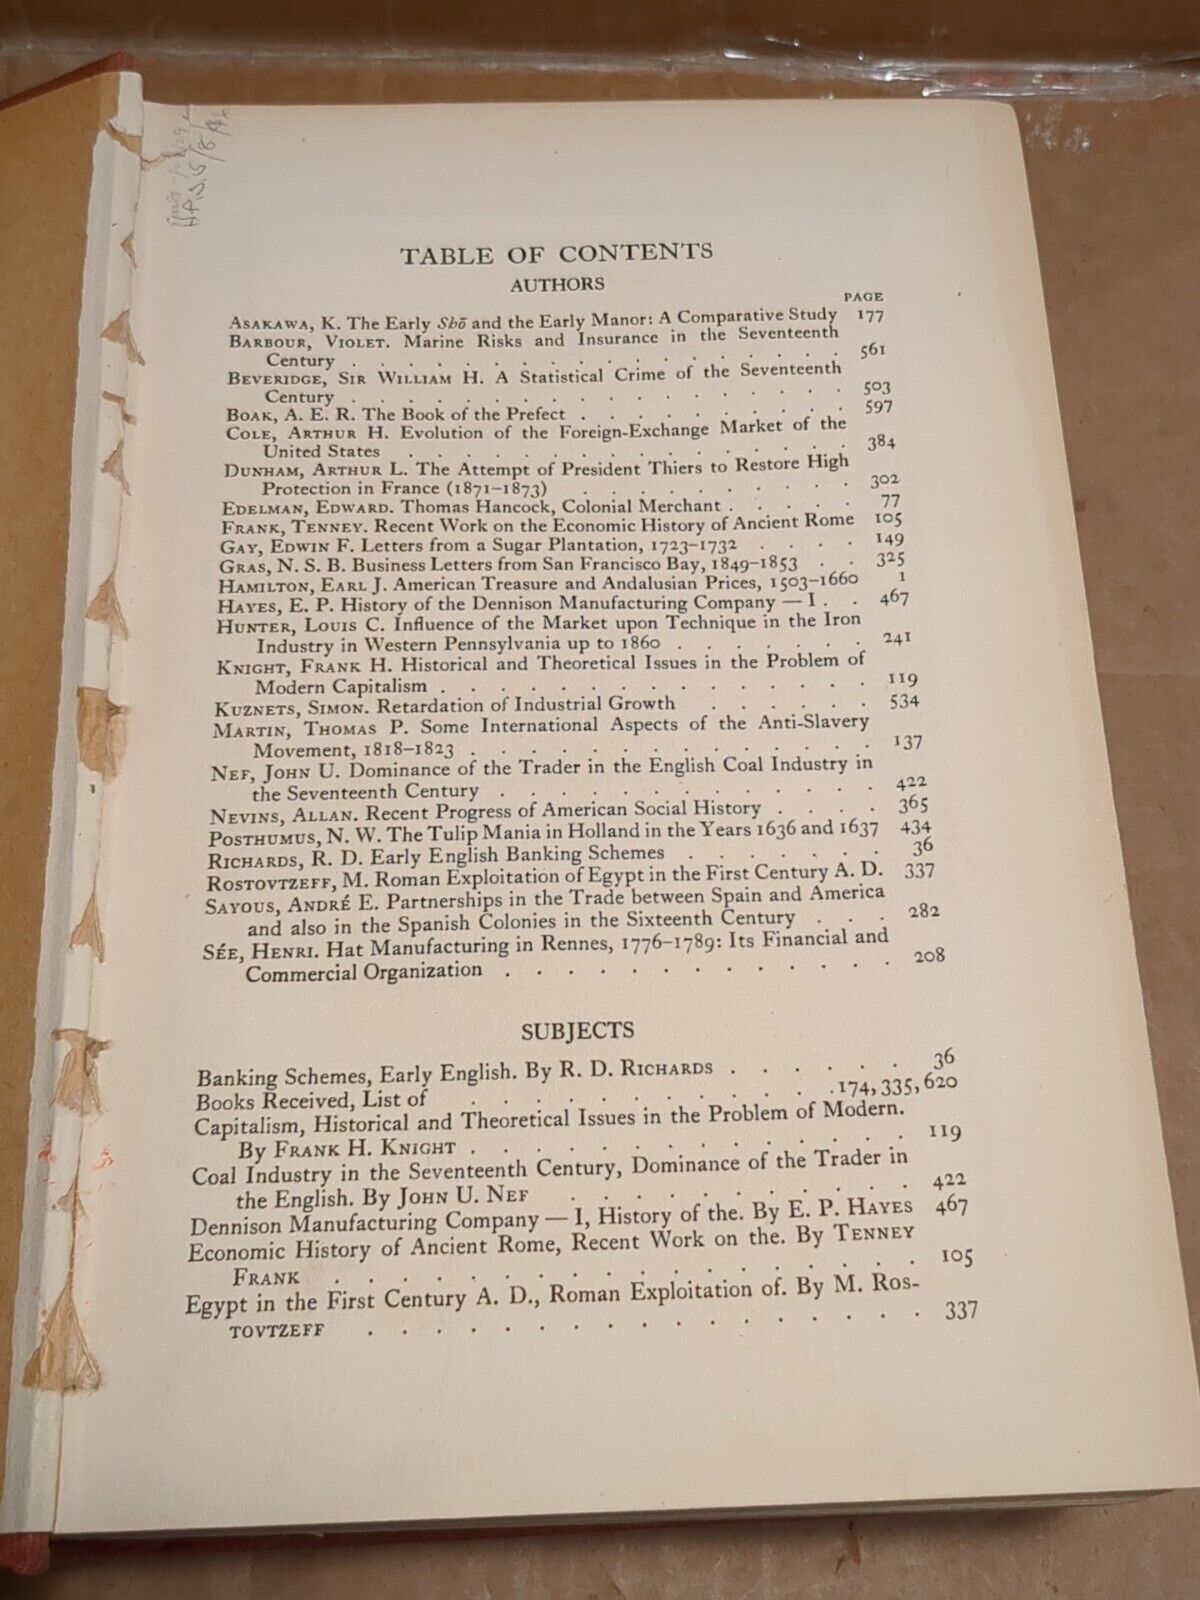 H.P.S. 5/8/46
TABLE OF CONTENTS
AUTHORS
PAGE
ASAKAWA, K. The Early Shō and the Early Manor: A Comparative Study 177
BARBOUR, VIOLET. Marine Risks and Insurance in the Seventeenth
Century . . . . . . . . . . . . . . . . . 561
BEVERIDGE, SIR WILLIAM H. A Statistical Crime of the Seventeenth
Century . . . . . . . . . . . . . . . . . 503
BOAK, A. E. R. The Book of the Prefect . . . . . . . . . 597
COLE, ARTHUR H. Evolution of the Foreign-Exchange Market of the
United States . . . . . . . . . . . . . . . 384
DUNHAM, ARTHUR L. The Attempt of President Thiers to Restore High
Protection in France (1871–1873) . . . . . . . . . 302
EDELMAN, EDWARD. Thomas Hancock, Colonial Merchant . . . . . 77
FRANK, TENNEY. Recent Work on the Economic History of Ancient Rome 105
GAY, EDWIN F. Letters from a Sugar Plantation, 1723–1732 . . . . 149
GRAS, N. S. B. Business Letters from San Francisco Bay, 1849–1853 . . 325
HAMILTON, EARL J. American Treasure and Andalusian Prices, 1503–1660 1
HAYES, E. P. History of the Dennison Manufacturing Company — I . . 467
HUNTER, LOUIS C. Influence of the Market upon Technique in the Iron
Industry in Western Pennsylvania up to 1860 . . . . . . . 241
KNIGHT, FRANK H. Historical and Theoretical Issues in the Problem of
Modern Capitalism . . . . . . . . . . . . . . 119
KUZNETS, SIMON. Retardation of Industrial Growth . . . . . . 534
MARTIN, THOMAS P. Some International Aspects of the Anti-Slavery
Movement, 1818–1823 . . . . . . . . . . . . . 137
NEF, JOHN U. Dominance of the Trader in the English Coal Industry in
the Seventeenth Century . . . . . . . . . . . . 422
NEVINS, ALLAN. Recent Progress of American Social History . . . . 365
POSTHUMUS, N. W. The Tulip Mania in Holland in the Years 1636 and 1637 434
RICHARDS, R. D. Early English Banking Schemes . . . . . . . 36
ROSTOVTZEFF, M. Roman Exploitation of Egypt in the First Century A. D. 337
SAYOUS, ANDRÉ E. Partnerships in the Trade between Spain and America
and also in the Spanish Colonies in the Sixteenth Century . . . 282
SÉE, HENRI. Hat Manufacturing in Rennes, 1776–1789: Its Financial and
Commercial Organization . . . . . . . . . . . . 208
SUBJECTS
Banking Schemes, Early English. By R. D. RICHARDS . . . . . . 36
Books Received, List of . . . . . . . . . . . . . 174, 335, 620
Capitalism, Historical and Theoretical Issues in the Problem of Modern.
By FRANK H. KNIGHT . . . . . . . . . . . . . 119
Coal Industry in the Seventeenth Century, Dominance of the Trader in
the English. By JOHN U. NEF . . . . . . . . . . . 422
Dennison Manufacturing Company — I, History of the. By E. P. HAYES 467
Economic History of Ancient Rome, Recent Work on the. By TENNEY
FRANK . . . . . . . . . . . . . . . . . . 105
Egypt in the First Century A. D., Roman Exploitation of. By M. ROS-
TOVTZEFF . . . . . . . . . . . . . . . . . 337